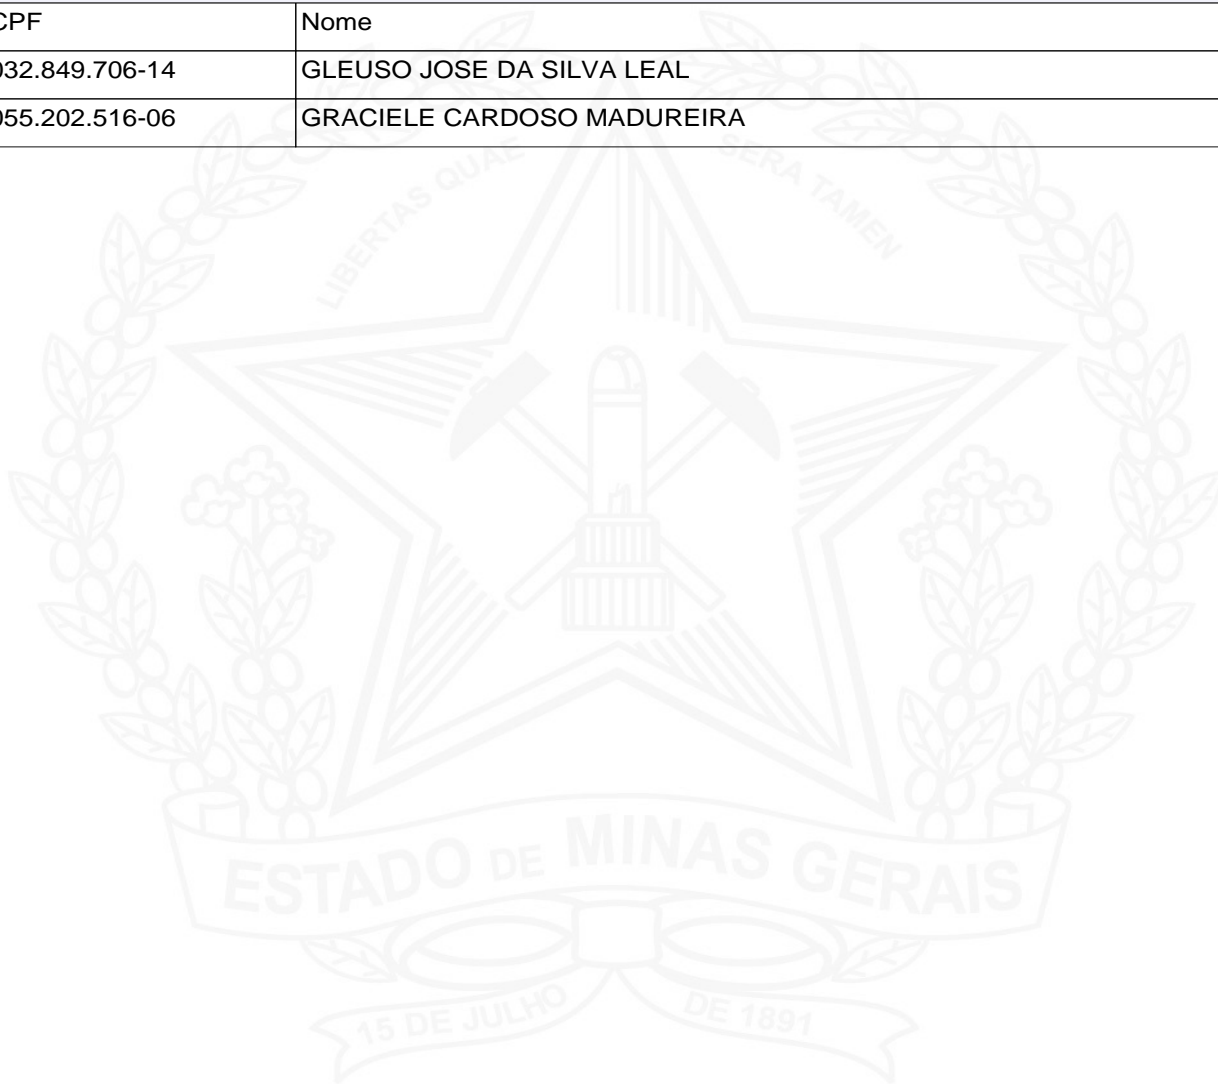 CPF Nome
032.849.706-14 GLEUSO JOSE DA SILVA LEAL
055.202.516-06 GRACIELE CARDOSO MADUREIRA
LIBERTAS QUAE SERA TAMEN
ESTADO DE MINAS GERAIS
15 DE JULHO DE 1891